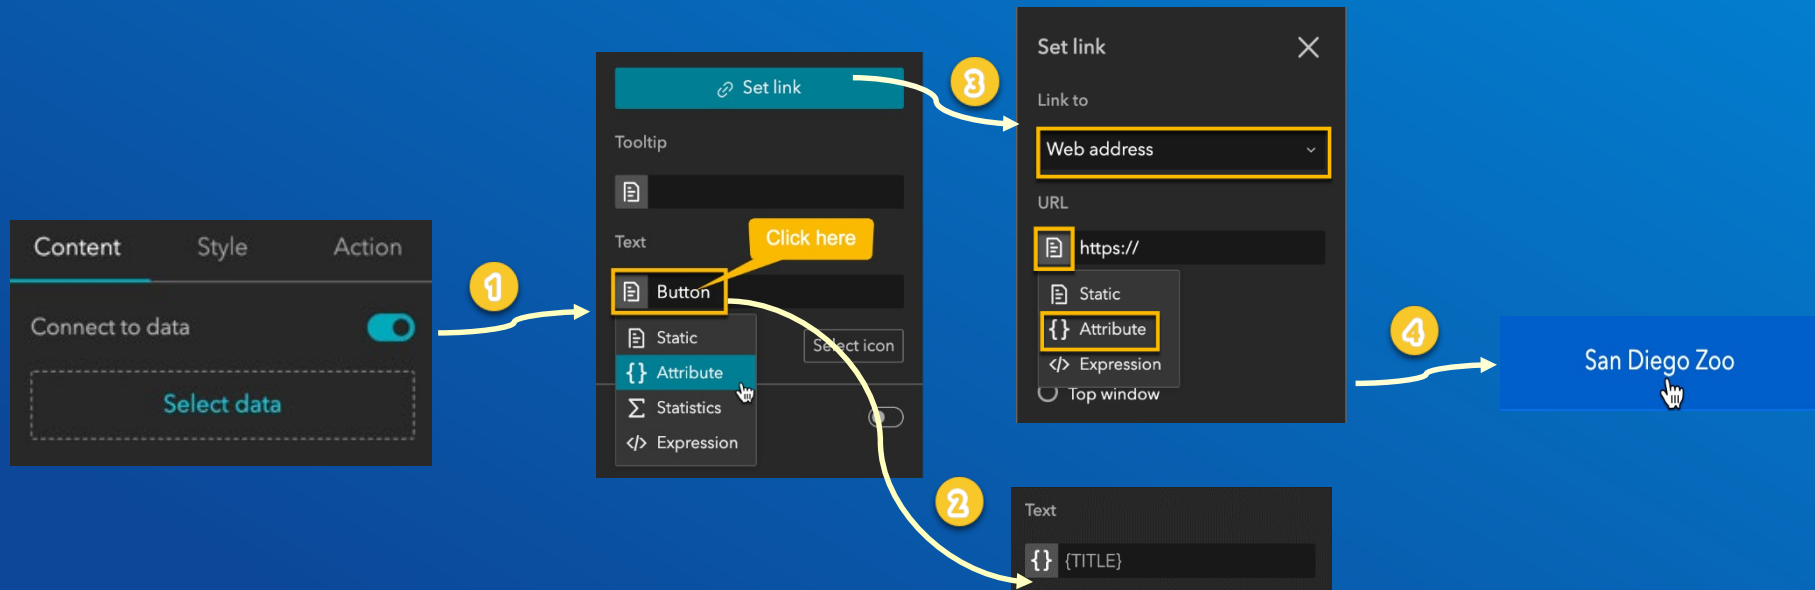 Content Style Action
Connect to data
Select data
1
Set link
Tooltip
Text
Click here
Button
Static
Select icon
Attribute
Statistics
Expression
2
Text
{} {TITLE}
3
Set link
Link to
Web address
URL
https://
Static
{} Attribute
</> Expression
Top window
4
San Diego Zoo